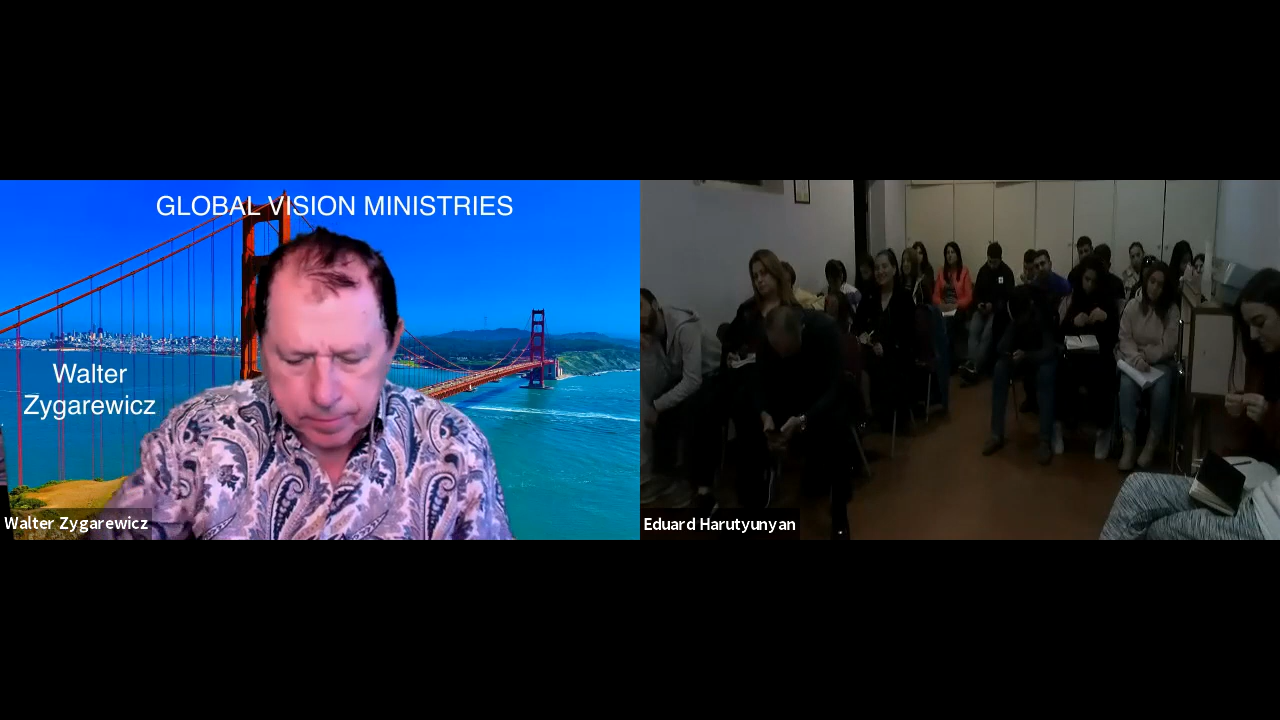 GLOBAL VISION MINISTRIES
Walter
Zygarewicz
Walter Zygarewicz
Eduard Harutyunyan